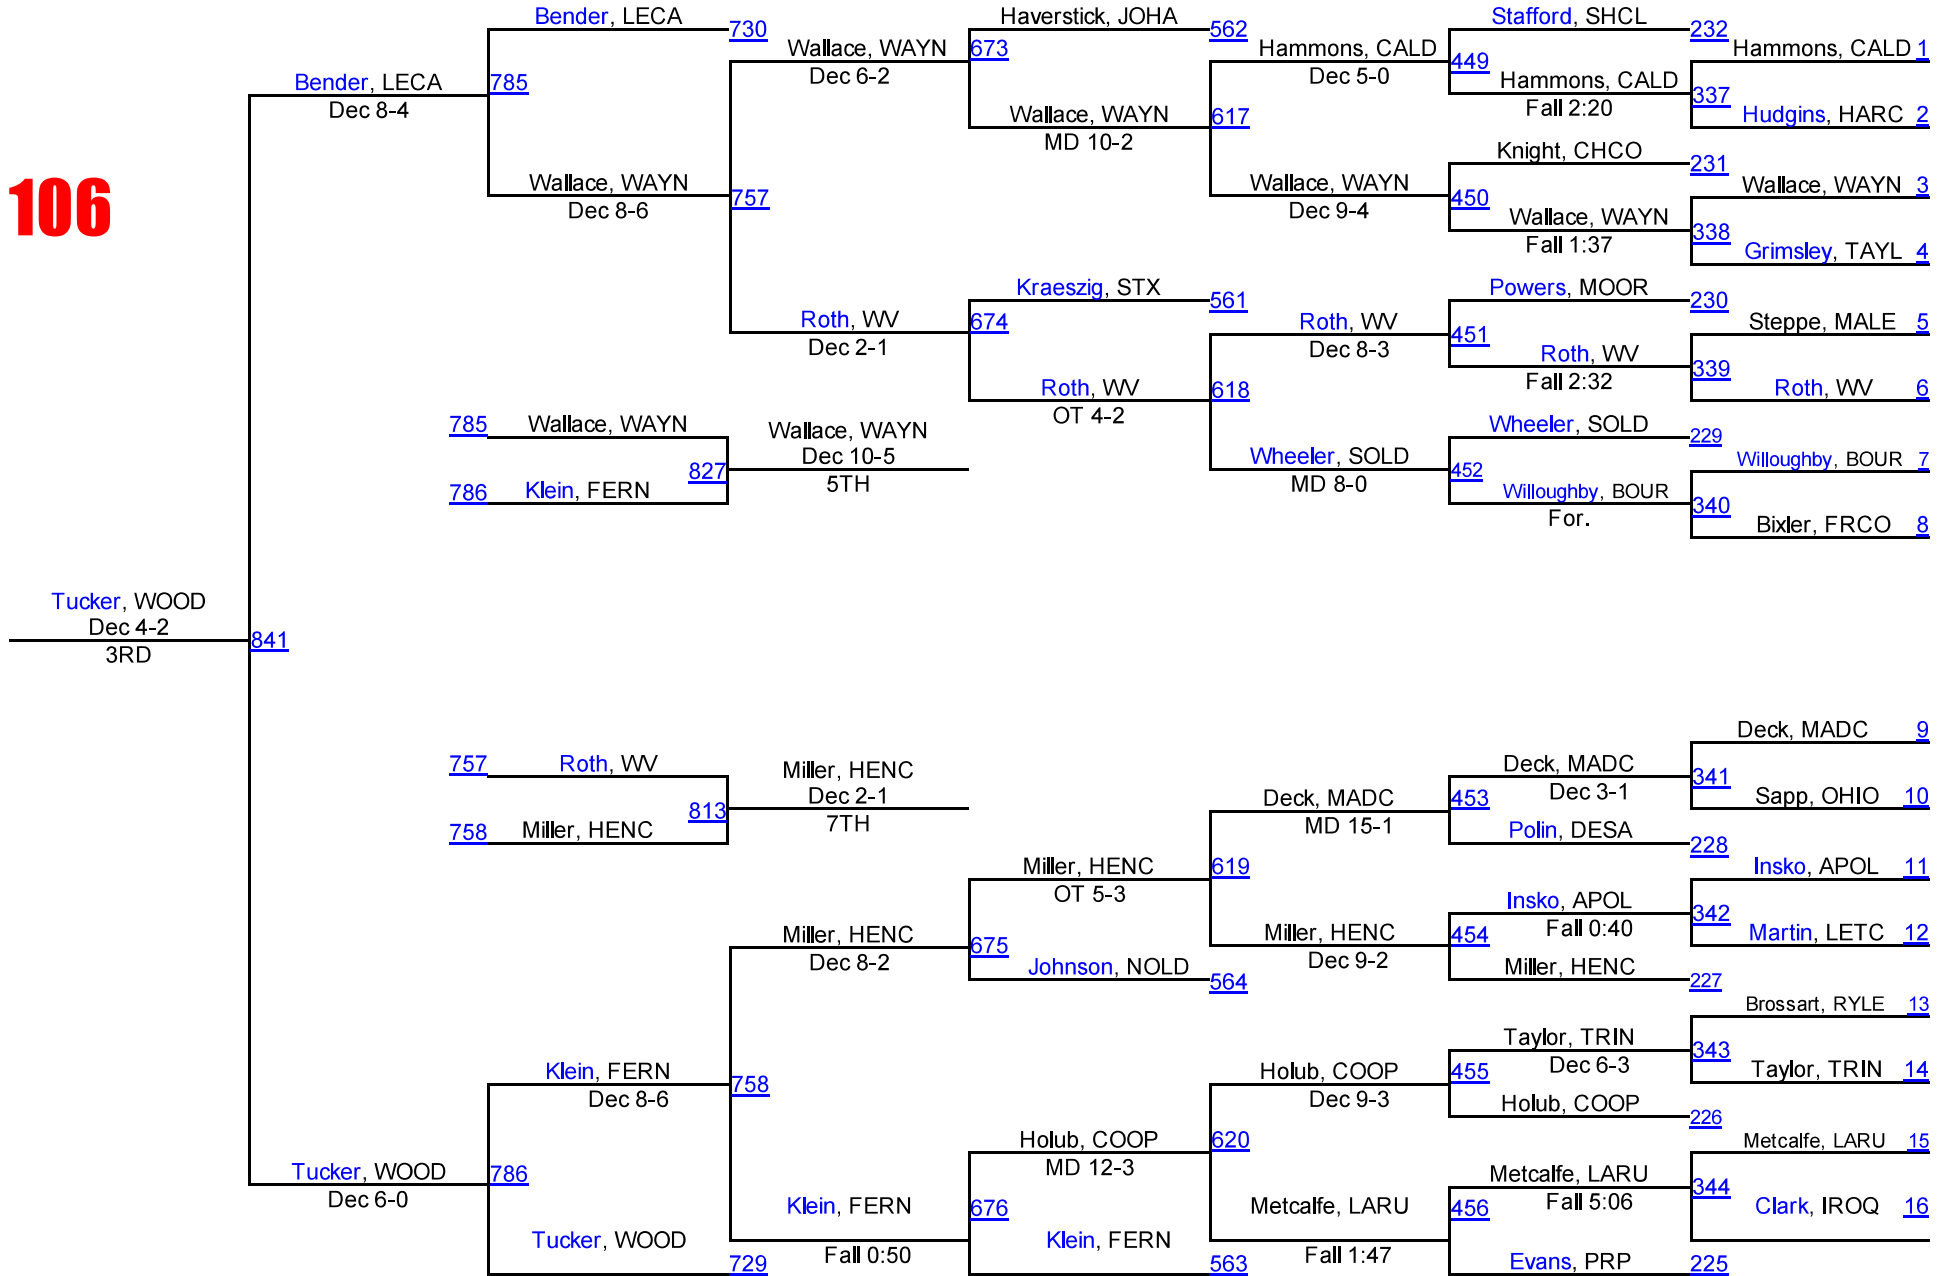 Bender, LECA
730
Haverstick, JOHA
562
Stafford, SHCL
232
Wallace, WAYN
Dec 6-2
673
Hammons, CALD
Dec 5-0
449
Hammons, CALD 1
Bender, LECA
Dec 8-4
785
Hammons, CALD
Fall 2:20
337
Wallace, WAYN
MD 10-2
617
Hudgins, HARC 2
Knight, CHCO
231
106
Wallace, WAYN
Dec 8-6
757
Wallace, WAYN
Dec 9-4
450
Wallace, WAYN 3
Wallace, WAYN
Fall 1:37
338
Grimsley, TAYL 4
Kraeszig, STX
561
Powers, MOOR
230
Roth, WV
Dec 2-1
674
Roth, WV
Dec 8-3
451
Steppe, MALE 5
Roth, WV
Fall 2:32
339
Roth, WV
OT 4-2
618
Roth, WV 6
785 Wallace, WAYN
Wallace, WAYN
Dec 10-5
5TH
827
786 Klein, FERN
Wheeler, SOLD
229
Wheeler, SOLD
MD 8-0
452
Willoughby, BOUR 7
Willoughby, BOUR
For.
340
Bixler, FRCO 8
Tucker, WOOD
Dec 4-2
3RD
841
Deck, MADC 9
757 Roth, WV
Miller, HENC
Dec 2-1
7TH
813
758 Miller, HENC
Deck, MADC
Dec 3-1
341
Deck, MADC
MD 15-1
453
Sapp, OHIO 10
Polin, DESA
228
Miller, HENC
OT 5-3
619
Insko, APOL 11
Insko, APOL
Fall 0:40
342
Miller, HENC
Dec 8-2
675
Miller, HENC
Dec 9-2
454
Martin, LETC 12
Johnson, NOLD
564
Miller, HENC
227
Brossart, RYLE 13
Taylor, TRIN
Dec 6-3
343
Klein, FERN
Dec 8-6
758
Holub, COOP
Dec 9-3
455
Taylor, TRIN 14
Holub, COOP
226
Holub, COOP
MD 12-3
620
Metcalfe, LARU 15
Tucker, WOOD
Dec 6-0
786
Metcalfe, LARU
Fall 5:06
344
Klein, FERN
Fall 0:50
676
Metcalfe, LARU
Fall 1:47
456
Clark, IROQ 16
Tucker, WOOD
729
Klein, FERN
563
Evans, PRP
225